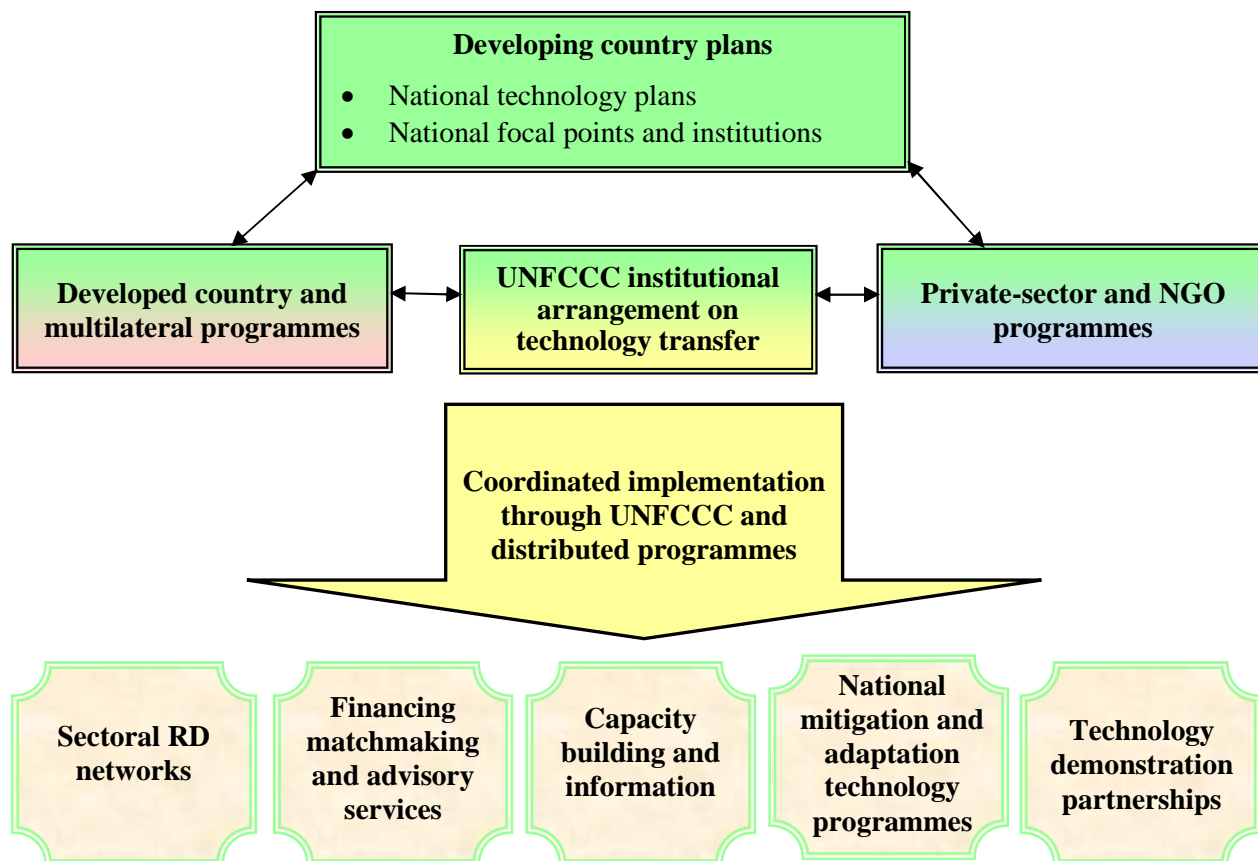 Developing country plans
• National technology plans
• National focal points and institutions
Developed country and
multilateral programmes
UNFCCC institutional
arrangement on
technology transfer
Private-sector and NGO
programmes
Coordinated implementation
through UNFCCC and
distributed programmes
Sectoral RD
networks
Financing
matchmaking
and advisory
services
Capacity
building and
information
National
mitigation and
adaptation
technology
programmes
Technology
demonstration
partnerships